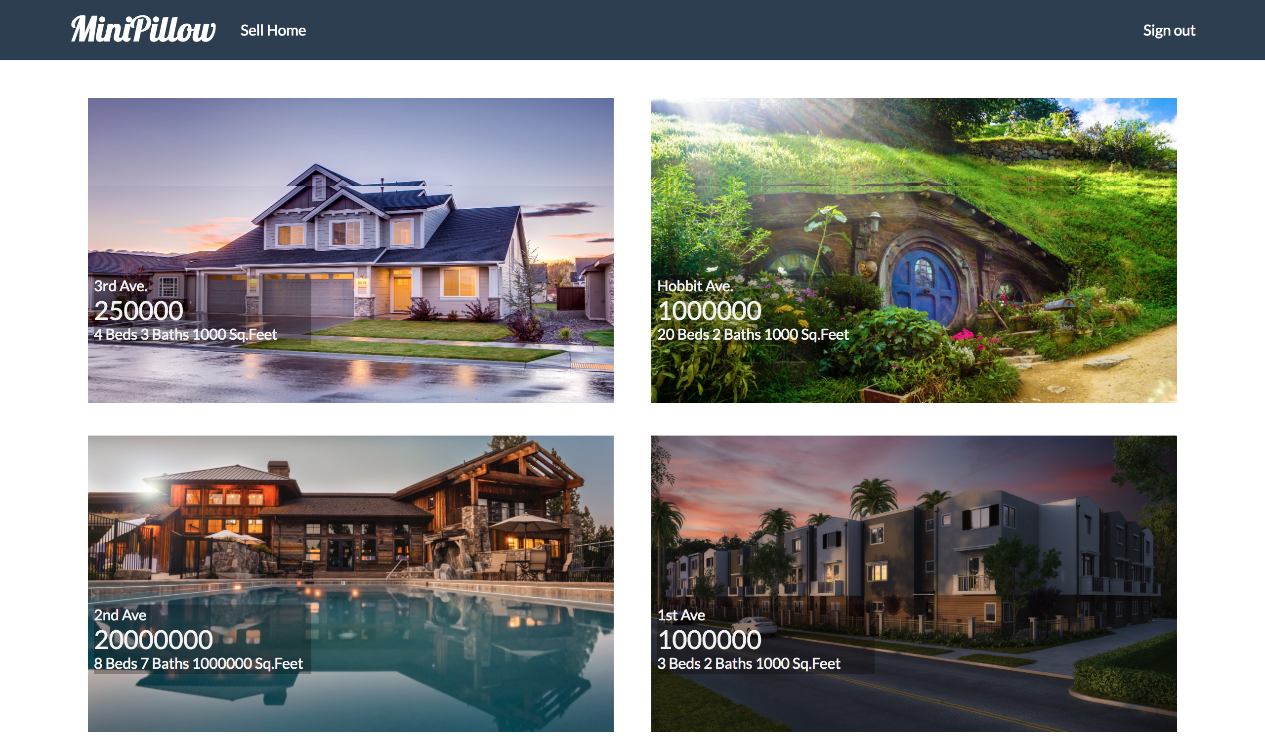 MiniPillow Sell Home Sign out
3rd Ave.
250000
4 Beds 3 Baths 1000 Sq.Feet
Hobbit Ave.
1000000
20 Beds 2 Baths 1000 Sq.Feet
2nd Ave
20000000
8 Beds 7 Baths 1000000 Sq.Feet
1st Ave
1000000
3 Beds 2 Baths 1000 Sq.Feet